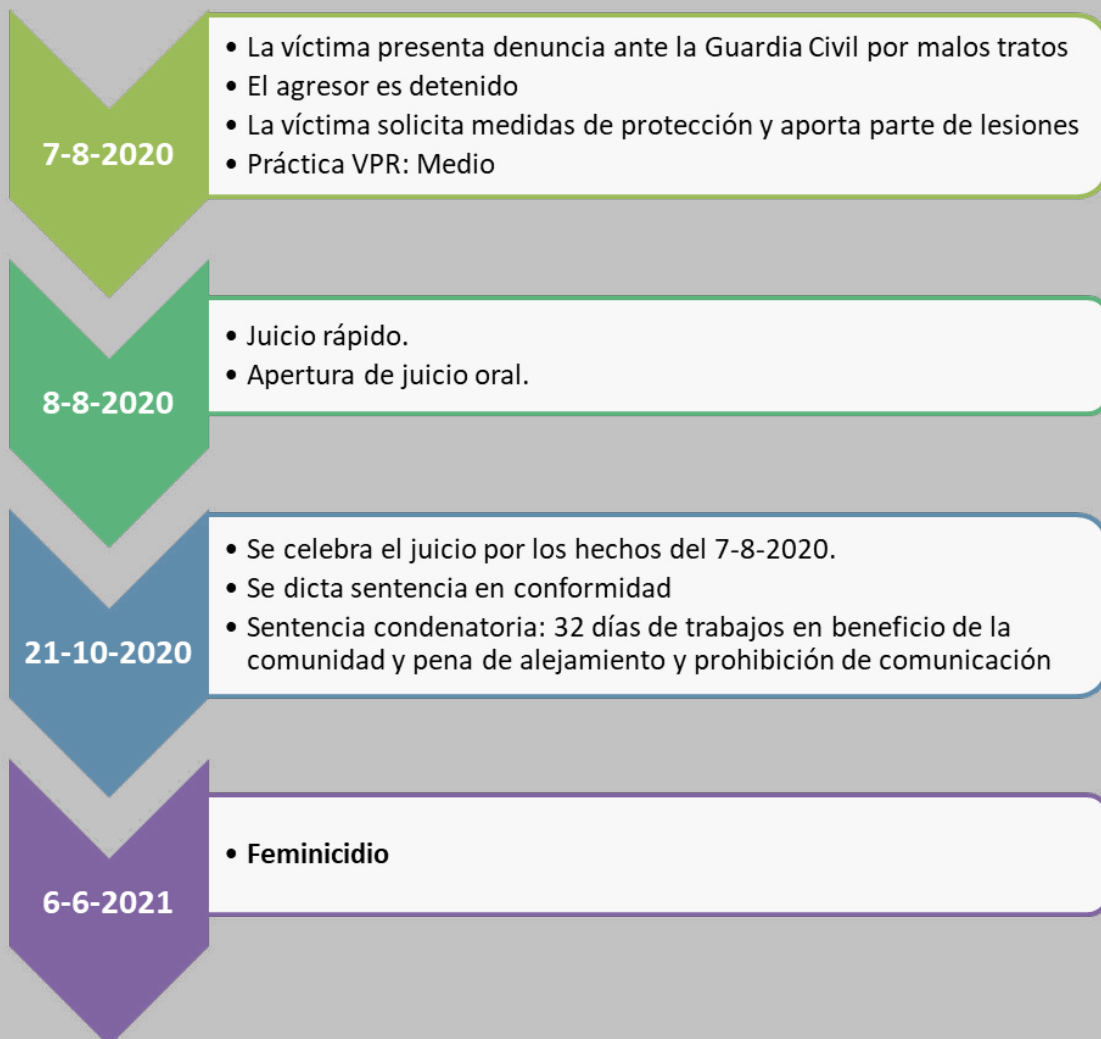 7-8-2020
• La víctima presenta denuncia ante la Guardia Civil por malos tratos
• El agresor es detenido
• La víctima solicita medidas de protección y aporta parte de lesiones
• Práctica VPR: Medio
8-8-2020
• Juicio rápido.
• Apertura de juicio oral.
21-10-2020
• Se celebra el juicio por los hechos del 7-8-2020.
• Se dicta sentencia en conformidad
• Sentencia condenatoria: 32 días de trabajos en beneficio de la
comunidad y pena de alejamiento y prohibición de comunicación
6-6-2021
• Feminicidio